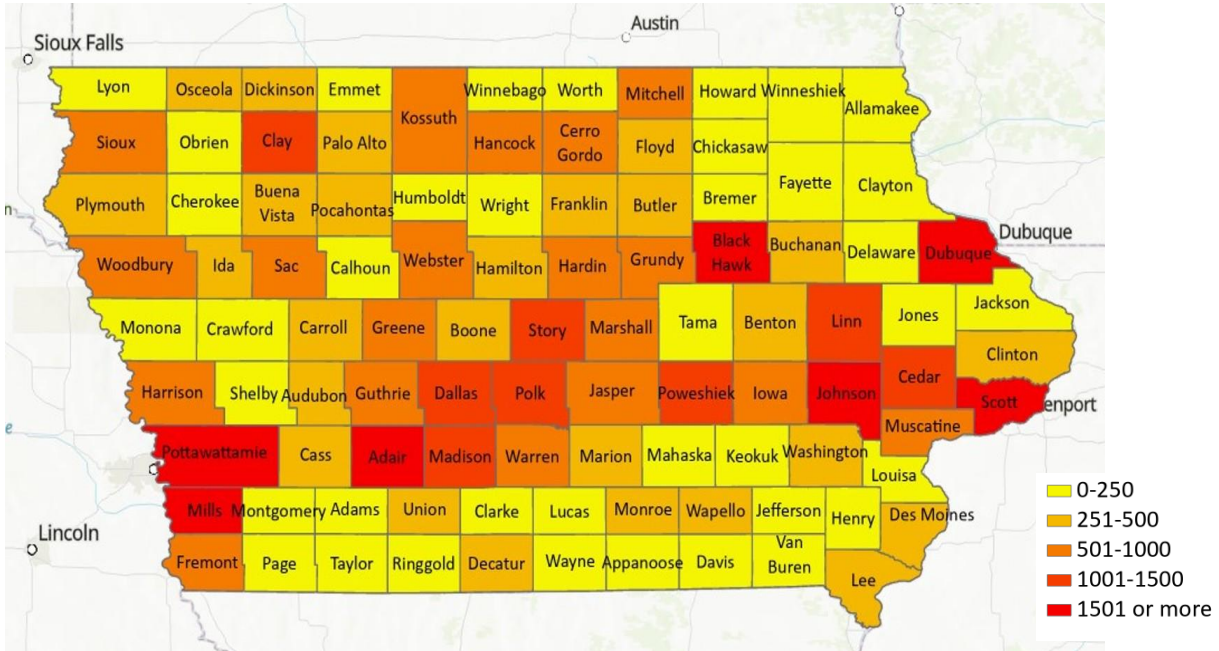 Austin
Sioux Falls
Lyon
Osceola
Dickinson
Emmet
Kossuth
Winnebago
Worth
Mitchell
Howard
Winneshiek
Allamakee
Sioux
Obrien
Clay
Palo Alto
Hancock
Cerro
Gordo
Floyd
Chickasaw
Plymouth
Cherokee
Buena
Vista
Pocahontas
Humboldt
Wright
Franklin
Butler
Bremer
Fayette
Clayton
Woodbury
Ida
Sac
Calhoun
Webster
Hamilton
Hardin
Grundy
Black
Hawk
Buchanan
Delaware
Dubuque
Dubuque
Monona
Crawford
Carroll
Greene
Boone
Story
Marshall
Tama
Benton
Linn
Jones
Jackson
Clinton
Harrison
Shelby
Audubon
Guthrie
Dallas
Polk
Jasper
Poweshiek
Iowa
Johnson
Cedar
Scott
enport
Muscatine
Pottawattamie
Cass
Adair
Madison
Warren
Marion
Mahaska
Keokuk
Washington
Louisa
Mills
Montgomery
Adams
Union
Clarke
Lucas
Monroe
Wapello
Jefferson
Henry
Des Moines
Lincoln
Fremont
Page
Taylor
Ringgold
Decatur
Wayne
Appanoose
Davis
Van
Buren
Lee
0-250
251-500
501-1000
1001-1500
1501 or more